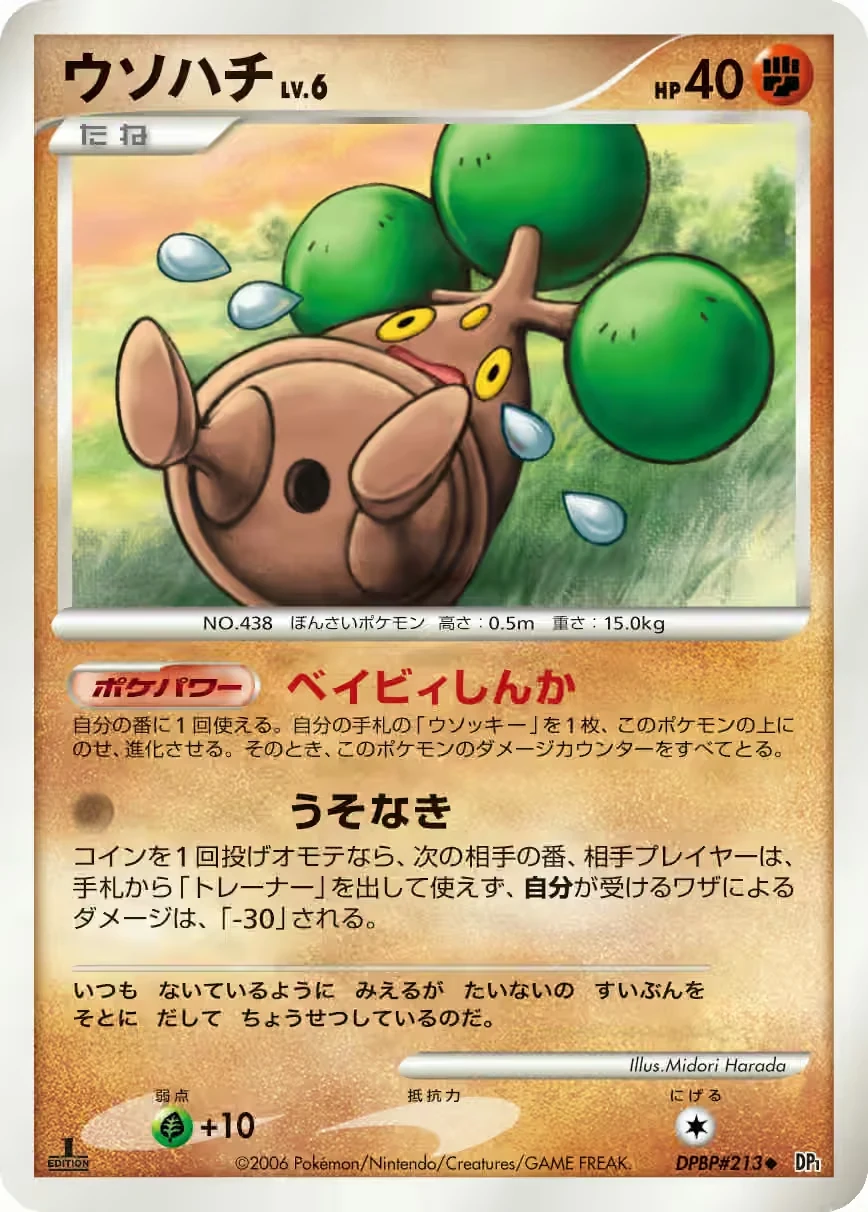 ウソハチ LV.6 HP 40
たね
NO.438 ぼんさいポケモン 高さ：0.5m 重さ：15.0kg
ポケパワー ベイビィしんか
自分の番に1回使える。自分の手札の「ウソッキー」を1枚、このポケモンの上に
のせ、進化させる。そのとき、このポケモンのダメージカウンターをすべてとる。
うそなき
コインを1回投げオモテなら、次の相手の番、相手プレイヤーは、
手札から「トレーナー」を出して使えず、自分が受けるワザによる
ダメージは、「-30」される。
いつも ないているように みえるが たいないの すいぶんを
そとに だして ちょうせつしているのだ。
Illus.Midori Harada
弱点 抵抗力 にげる
+10
1 EDITION ©2006 Pokémon/Nintendo/Creatures/GAME FREAK. DPBP#213◆ DP1